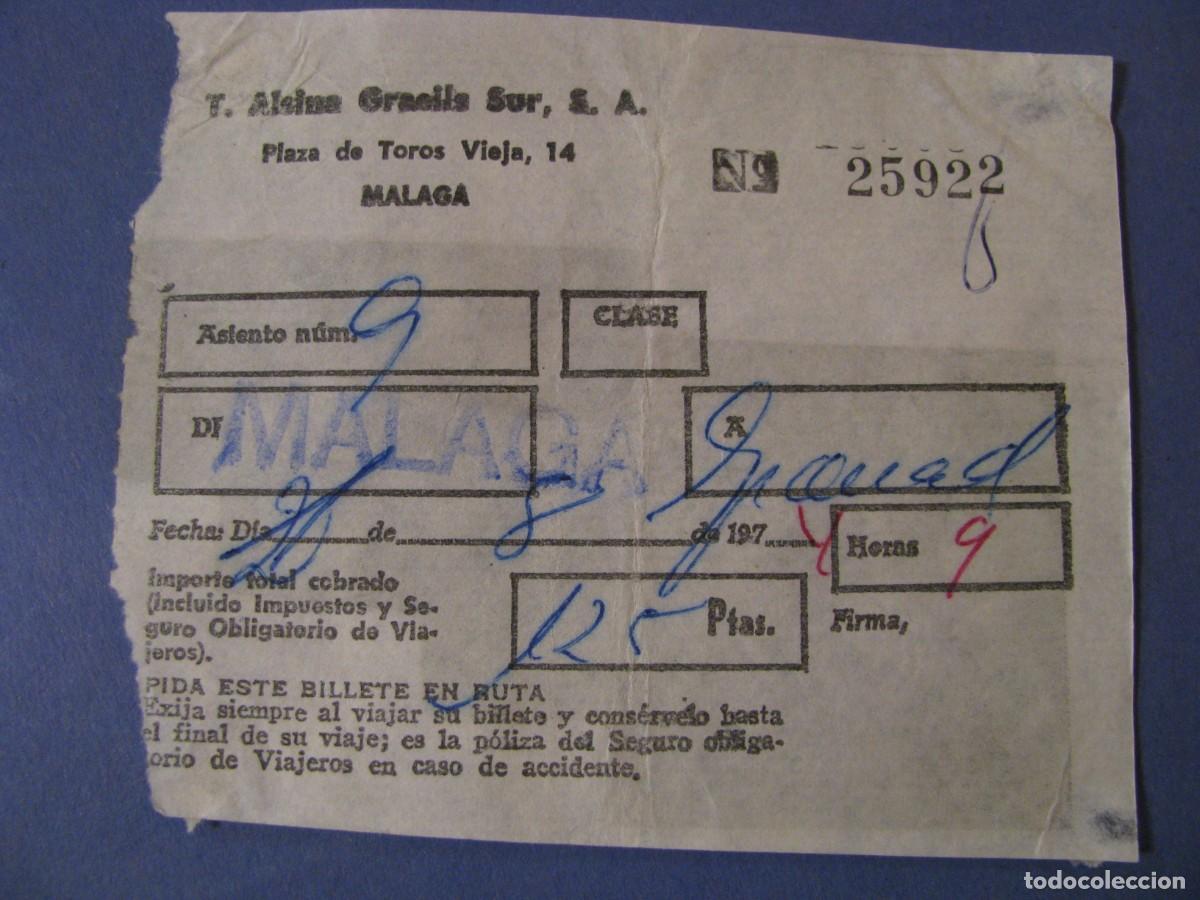 T. Alsina Graells Sur, S. A.
Plaza de Toros Vieja, 14
MALAGA
Nº 25922
Asiento núm. 9
CLASE
DE MALAGA
A Granad
Fecha: Día de 8 de 197 4
Horas 9
Importe total cobrado
(incluido Impuestos y Se-
guro Obligatorio de Via-
jeros).
125 Ptas.
Firma,
PIDA ESTE BILLETE EN RUTA
Exija siempre al viajar su billete y consérvelo hasta
el final de su viaje; es la póliza del Seguro obliga-
torio de Viajeros en caso de accidente.
todocoleccion